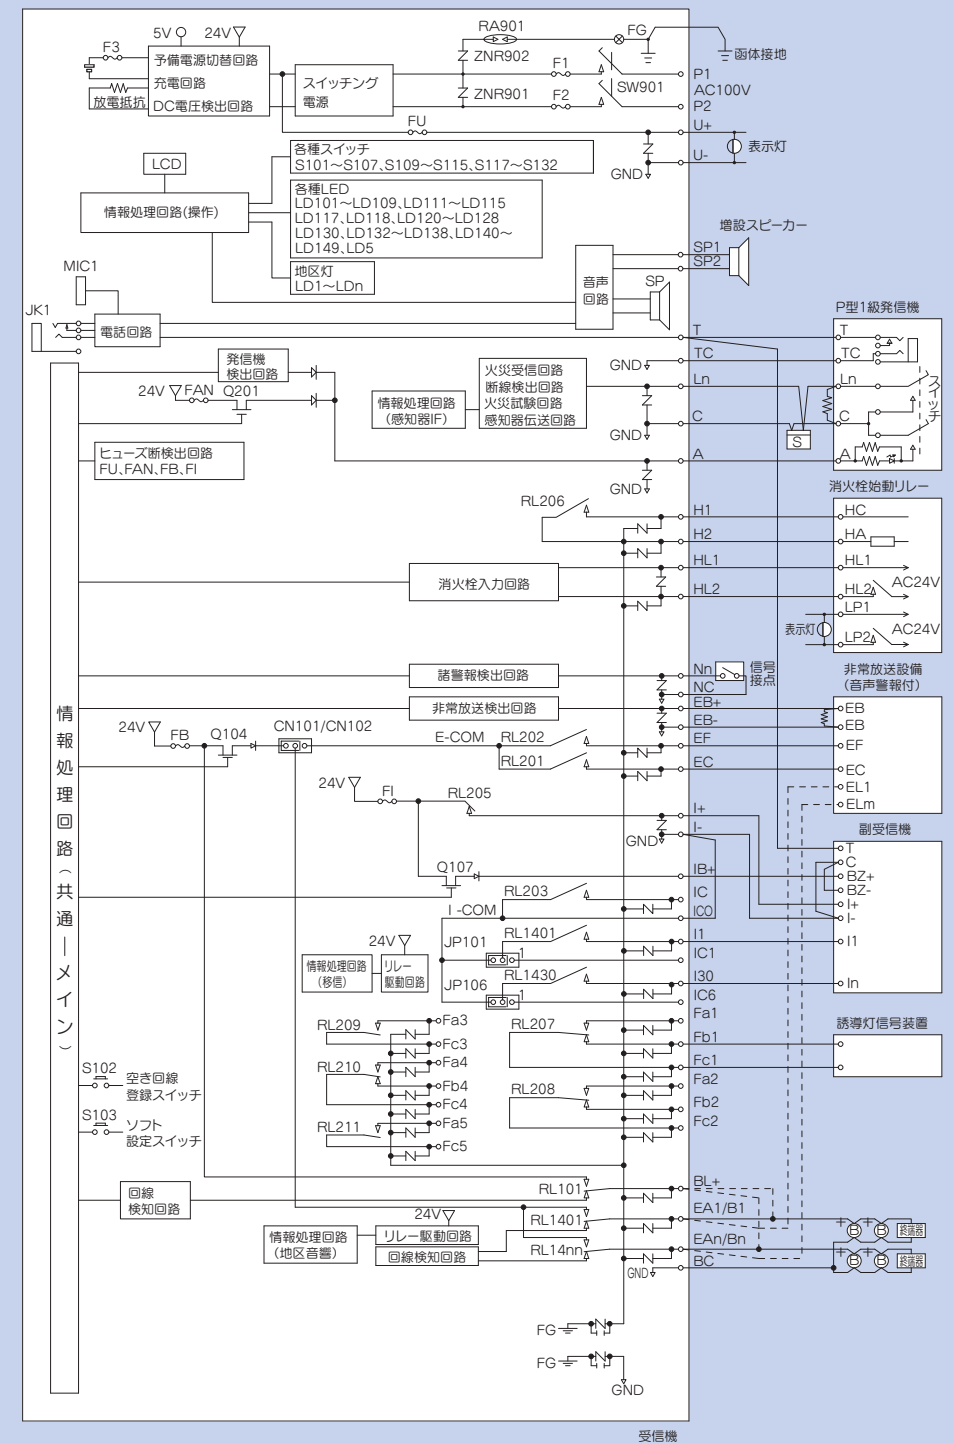 RA901
FG
5V
24V
F3
予備電源切替回路
ZNR902
函体接地
F1
充電回路
スイッチング
電源
P1
SW901
AC100V
ZNR901
F2
P2
放電抵抗
DC電圧検出回路
FU
U+
表示灯
U-
GND
各種スイッチ
S101～S107、S109～S115、S117～S132
LCD
情報処理回路(操作)
各種LED
LD101～LD109、LD111～LD115
LD117、LD118、LD120～LD128
LD130、LD132～LD138、LD140～
LD149、LD5
増設スピーカー
SP1
SP2
MIC1
地区灯
LD1～LDn
音声
回路
SP
JK1
電話回路
P型1級発信機
T
T
TC
TC
GND
発信機
検出回路
火災受信回路
断線検出回路
火災試験回路
感知器伝送回路
Ln
Ln
24V
FAN
Q201
情報処理回路
(感知器IF)
スイッチ
C
C
GND
S
ヒューズ断検出回路
FU、FAN、FB、FI
A
A
GND
消火栓始動リレー
RL206
H1
HC
H2
HA
HL1
HL1
消火栓入力回路
AC24V
HL2
HL2
LP1
表示灯
AC24V
LP2
諸警報検出回路
Nn
信号
接点
NC
非常放送設備
(音声警報付)
非常放送検出回路
EB+
EB
EB-
EB
24V
FB
Q104
CN101/CN102
E-COM
RL202
EF
EF
RL201
EC
EC
EL1
ELm
24V
FI
RL205
I+
I-
GND
副受信機
T
C
Q107
IB+
BZ+
BZ-
RL203
IC
I+
I-COM
ICO
I-
24V
JP101
RL1401
1
I1
I1
情報処理回路
(移信)
リレー
駆動回路
IC1
JP106
RL1430
1
I30
In
IC6
RL209
Fa3
RL207
Fa1
誘導灯信号装置
Fc3
Fb1
RL210
Fa4
Fc1
Fb4
RL208
Fa2
Fc4
Fb2
RL211
Fa5
Fc2
Fc5
情報処理回路(共通ーメイン)
S102
空き回線
登録スイッチ
S103
ソフト
設定スイッチ
回線
検知回路
RL101
BL+
24V
RL1401
EA1/B1
情報処理回路
(地区音響)
リレー駆動回路
回線検知回路
RL14nn
EAn/Bn
GND
BC
+
B
+
B
終端器
+
B
+
B
終端器
FG
FG
GND
受信機